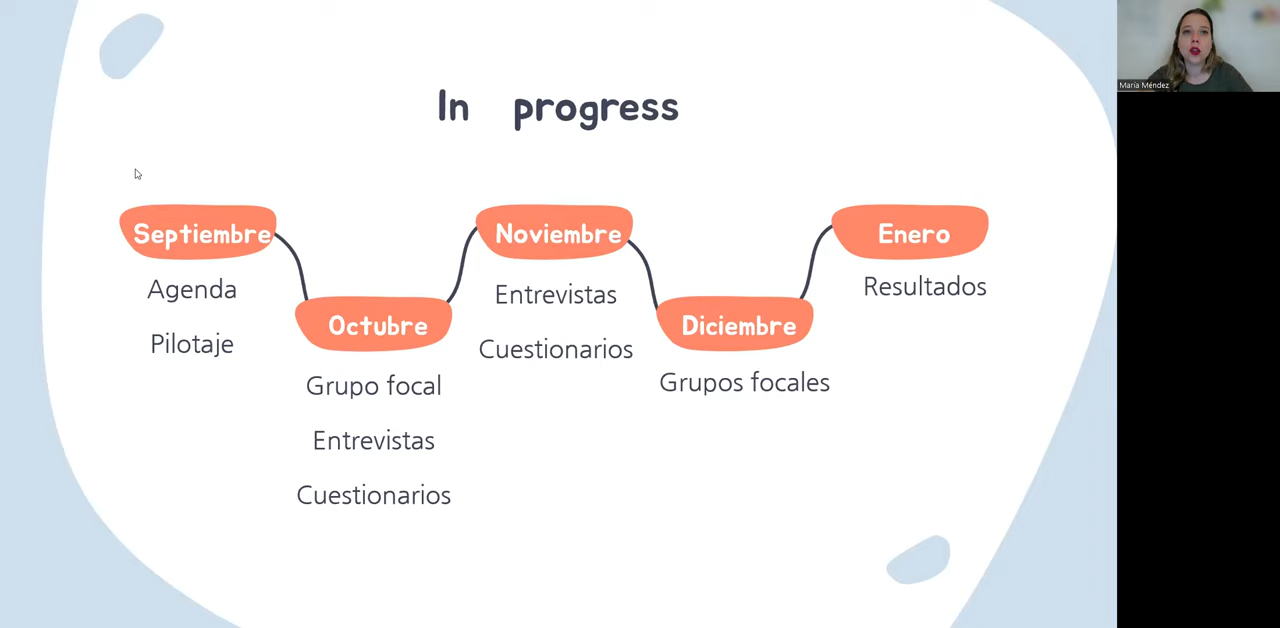 In progress
Septiembre
Agenda
Pilotaje
Octubre
Grupo focal
Entrevistas
Cuestionarios
Noviembre
Entrevistas
Cuestionarios
Diciembre
Grupos focales
Enero
Resultados
María Méndez